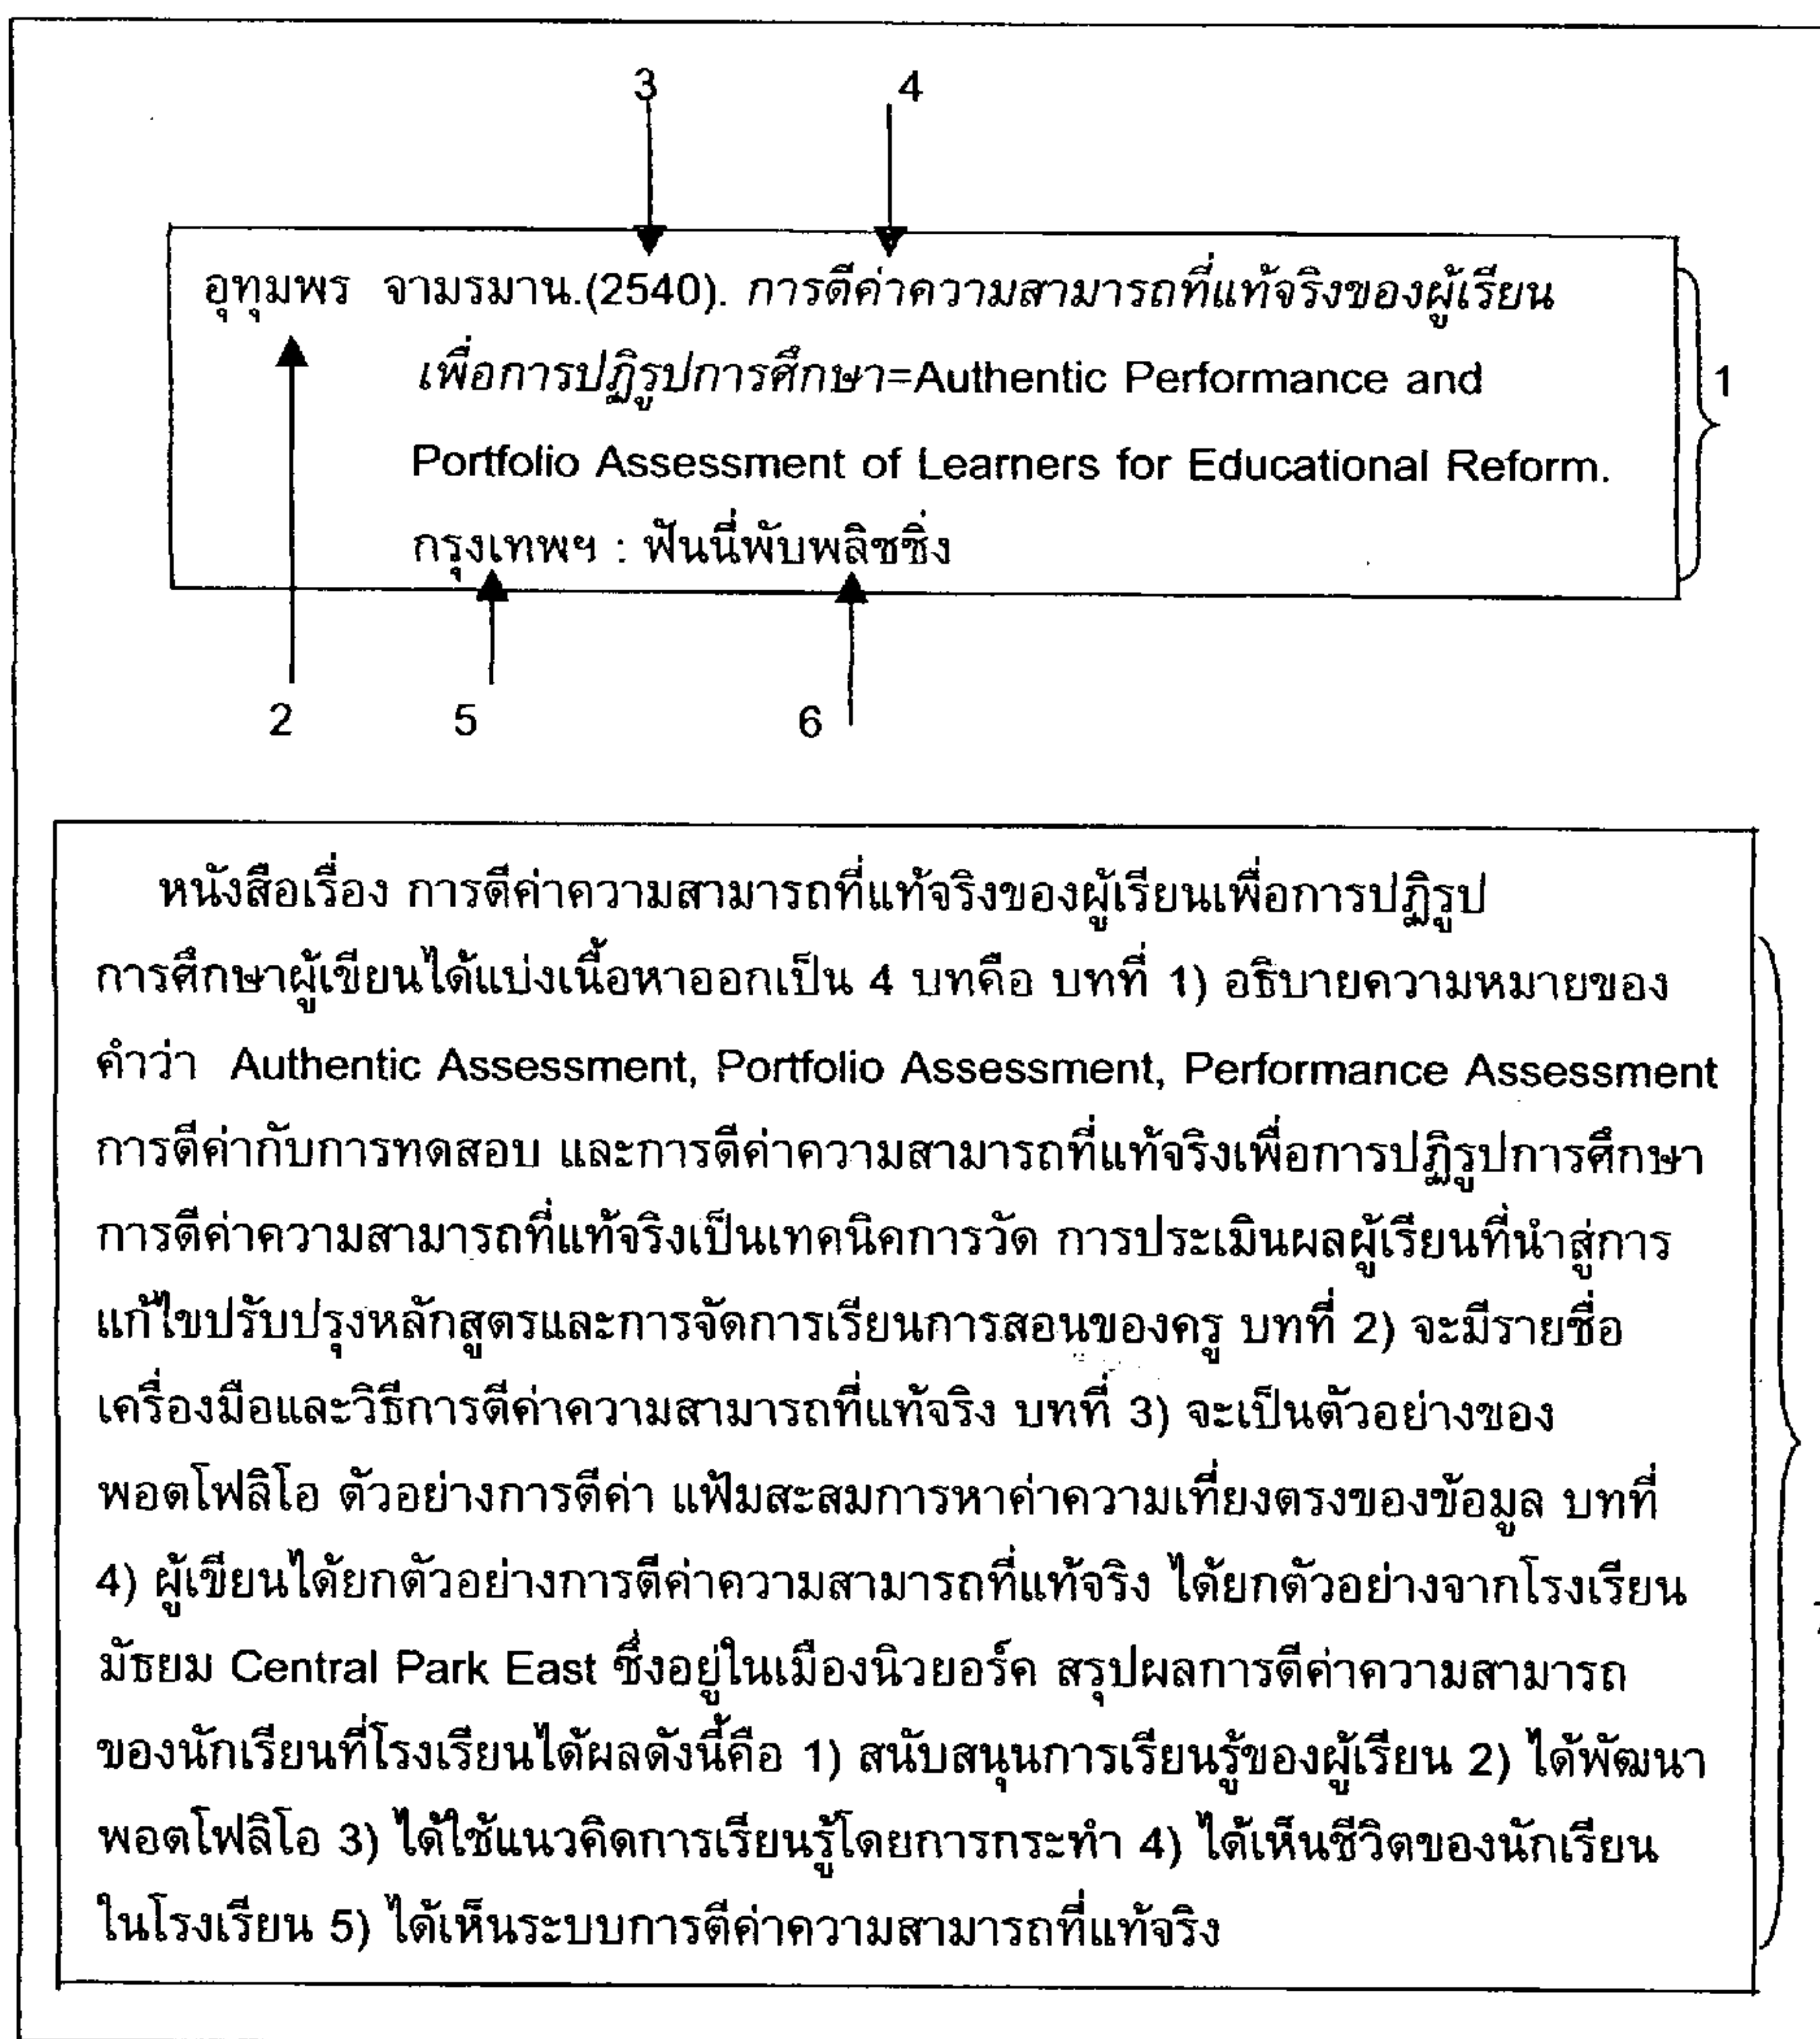 3 4
อุทุมพร จามรมาน.(2540). การตีค่าความสามารถที่แท้จริงของผู้เรียน
เพื่อการปฏิรูปการศึกษา=Authentic Performance and
Portfolio Assessment of Learners for Educational Reform.
กรุงเทพฯ : ฟันนี่พับพลิชชิ่ง
1
2 5 6
หนังสือเรื่อง การตีค่าความสามารถที่แท้จริงของผู้เรียนเพื่อการปฏิรูป
การศึกษาผู้เขียนได้แบ่งเนื้อหาออกเป็น 4 บทคือ บทที่ 1) อธิบายความหมายของ
คำว่า Authentic Assessment, Portfolio Assessment, Performance Assessment
การตีค่ากับการทดสอบ และการตีค่าความสามารถที่แท้จริงเพื่อการปฏิรูปการศึกษา
การตีค่าความสามารถที่แท้จริงเป็นเทคนิคการวัด การประเมินผลผู้เรียนที่นำสู่การ
แก้ไขปรับปรุงหลักสูตรและการจัดการเรียนการสอนของครู บทที่ 2) จะมีรายชื่อ
เครื่องมือและวิธีการตีค่าความสามารถที่แท้จริง บทที่ 3) จะเป็นตัวอย่างของ
พอตโฟลิโอ ตัวอย่างการตีค่า แฟ้มสะสมการหาค่าความเที่ยงตรงของข้อมูล บทที่
4) ผู้เขียนได้ยกตัวอย่างการตีค่าความสามารถที่แท้จริง ได้ยกตัวอย่างจากโรงเรียน
มัธยม Central Park East ซึ่งอยู่ในเมืองนิวยอร์ค สรุปผลการตีค่าความสามารถ
ของนักเรียนที่โรงเรียนได้ผลดังนี้คือ 1) สนับสนุนการเรียนรู้ของผู้เรียน 2) ได้พัฒนา
พอตโฟลิโอ 3) ได้ใช้แนวคิดการเรียนรู้โดยการกระทำ 4) ได้เห็นชีวิตของนักเรียน
ในโรงเรียน 5) ได้เห็นระบบการตีค่าความสามารถที่แท้จริง